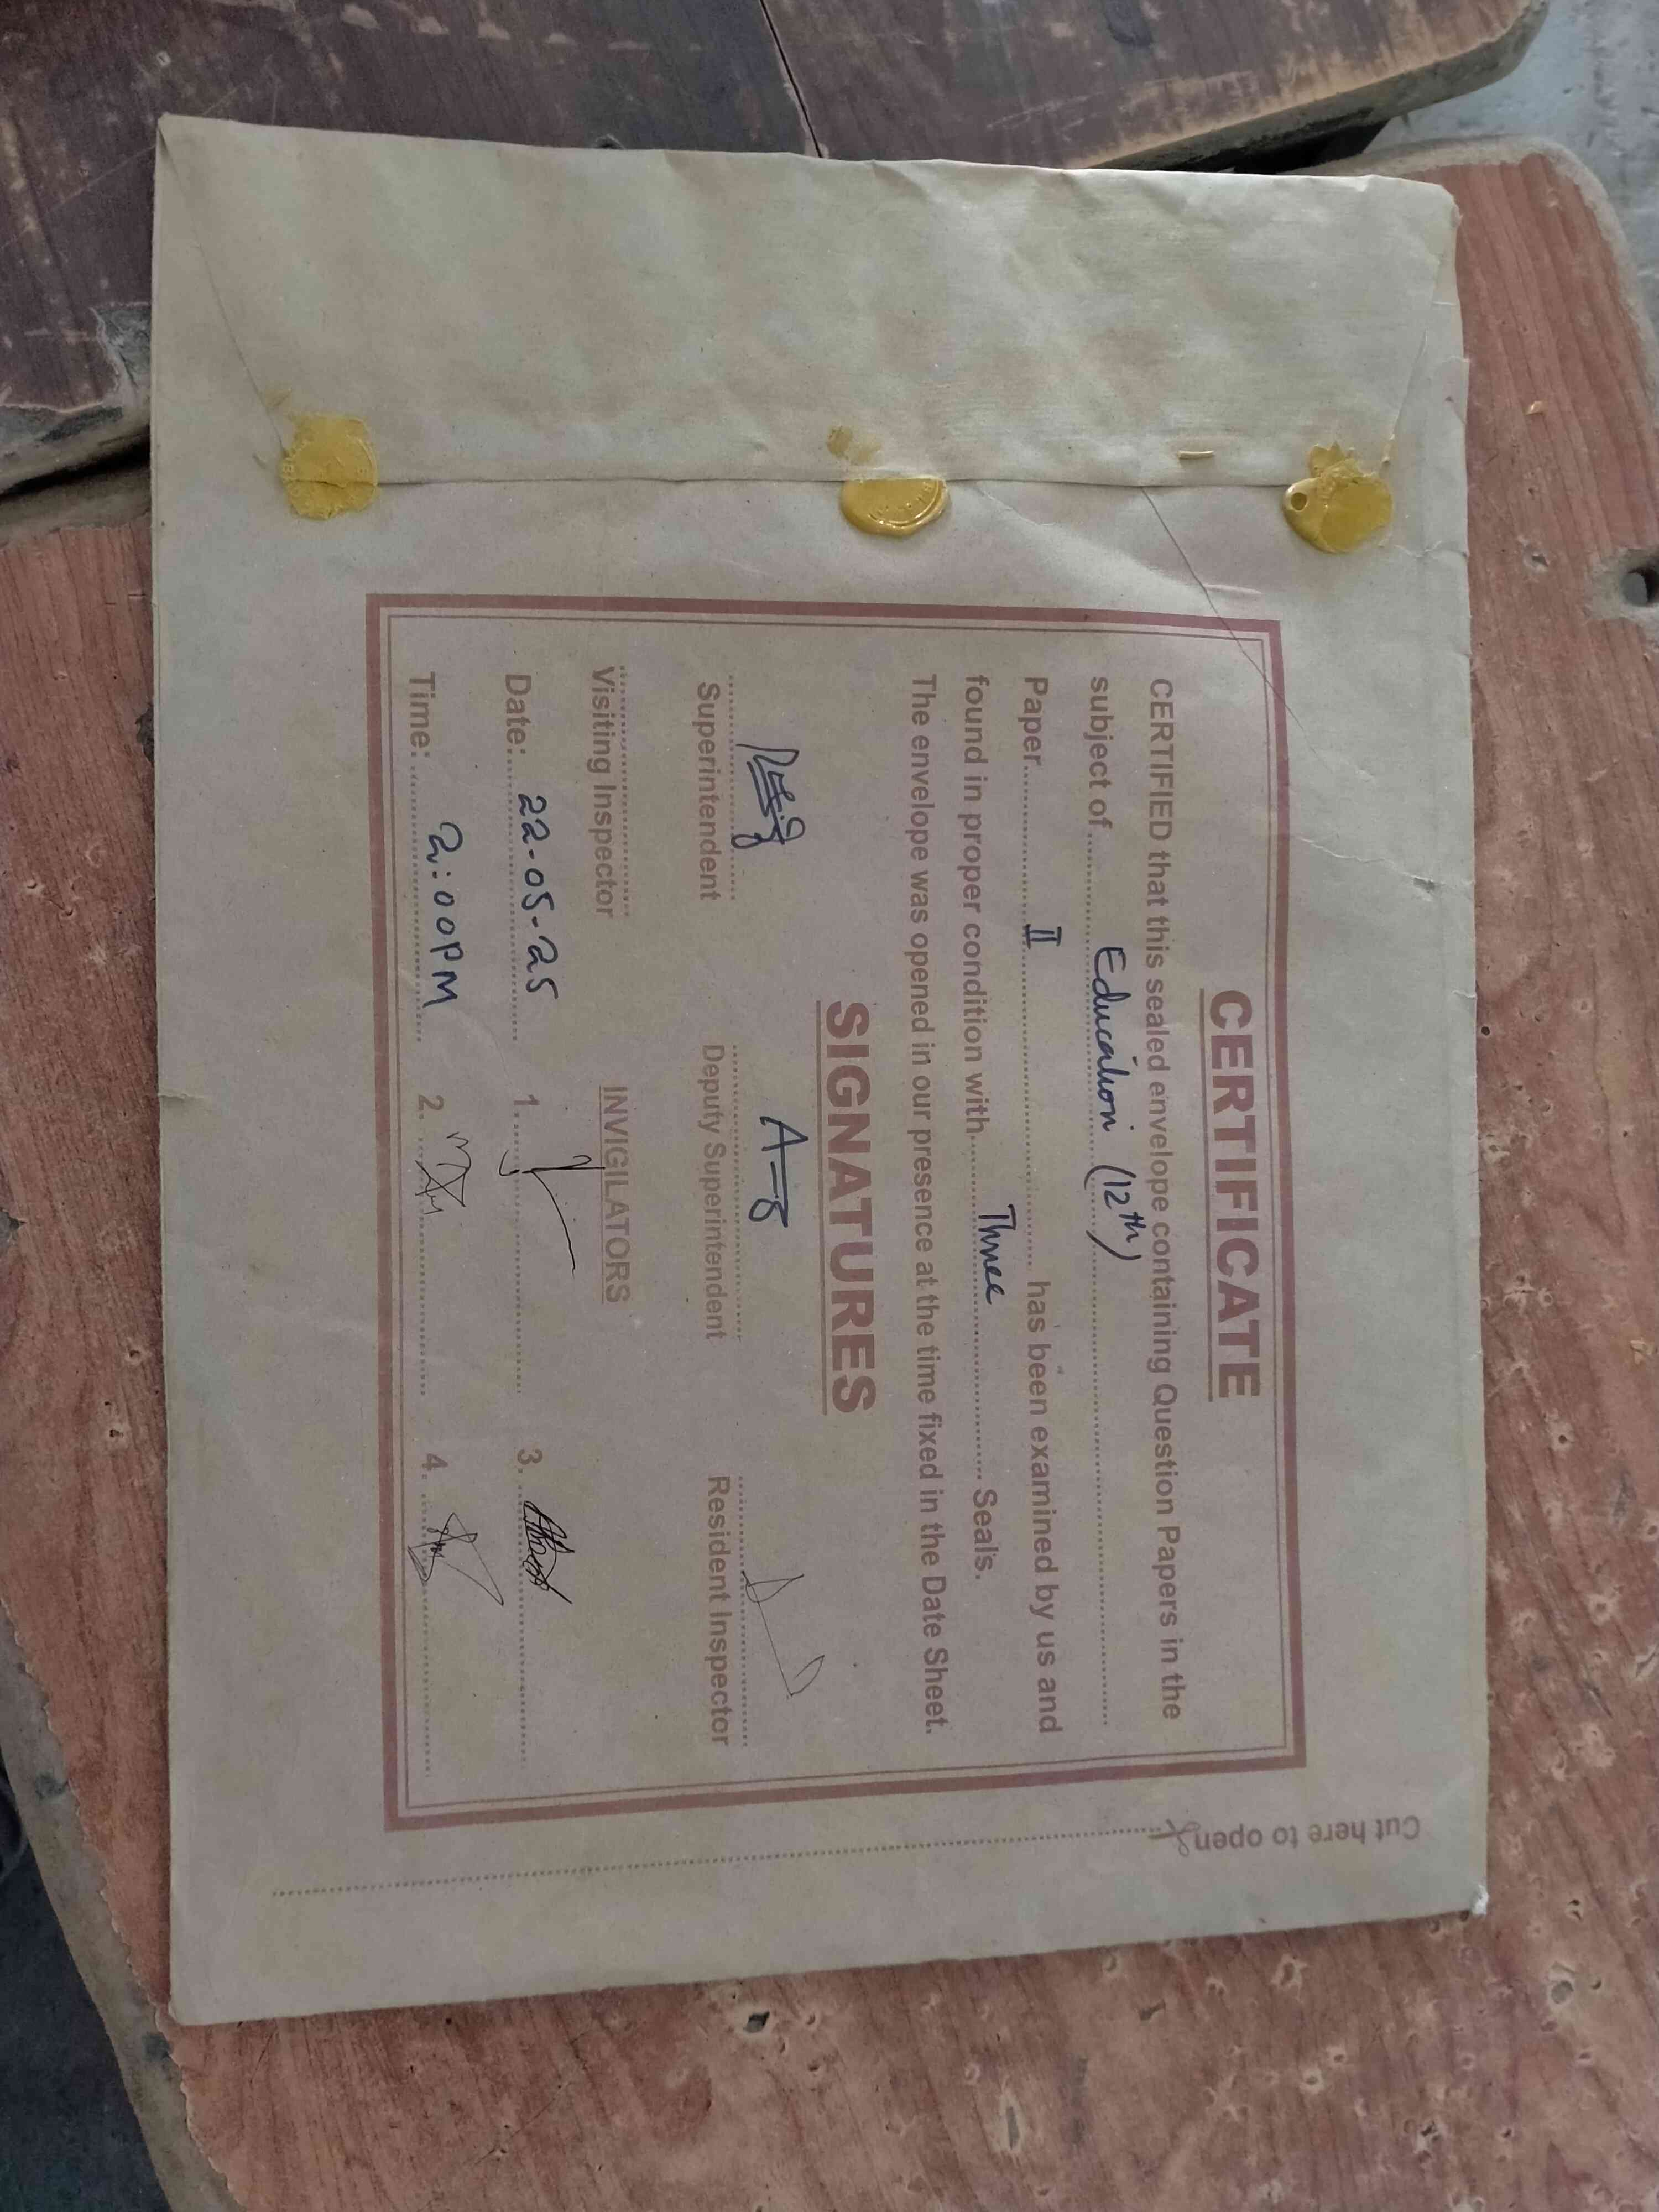 CERTIFICATE
CERTIFIED that this sealed envelope containing Question Papers in the
subject of Education (12th)
Paper II has been examined by us and
found in proper condition with Three Seals.
The envelope was opened in our presence at the time fixed in the Date Sheet.
SIGNATURES
Superintendent Deputy Superintendent Resident Inspector
Visiting Inspector INVIGILATORS
Date: 22-05-25 1. 3.
Time: 2:00PM 2. 4.
Cut here to open